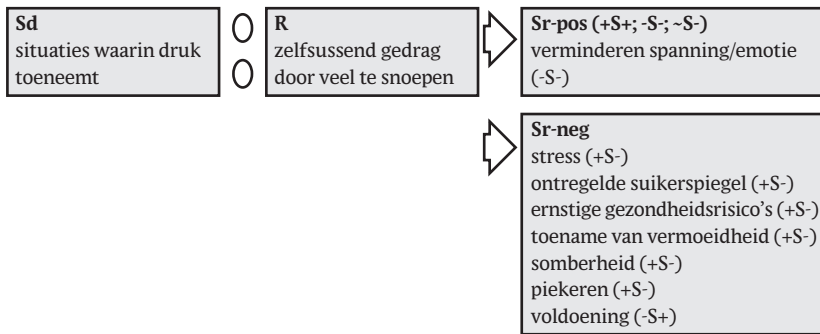 Sd
situaties waarin druk
toeneemt
R
zelfsussend gedrag
door veel te snoepen
Sr-pos (+S+; -S-; ~S-)
verminderen spanning/emotie
(-S-)
Sr-neg
stress (+S-)
ontregelde suikerspiegel (+S-)
ernstige gezondheidsrisico’s (+S-)
toename van vermoeidheid (+S-)
somberheid (+S-)
piekeren (+S-)
voldoening (-S+)